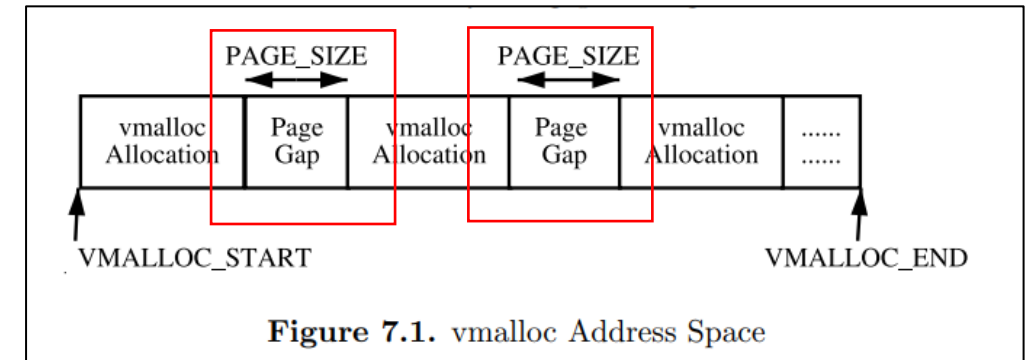 PAGE_SIZE PAGE_SIZE
vmalloc Page vmalloc Page vmalloc ......
Allocation Gap Allocation Gap Allocation ......
VMALLOC_START VMALLOC_END
Figure 7.1. vmalloc Address Space